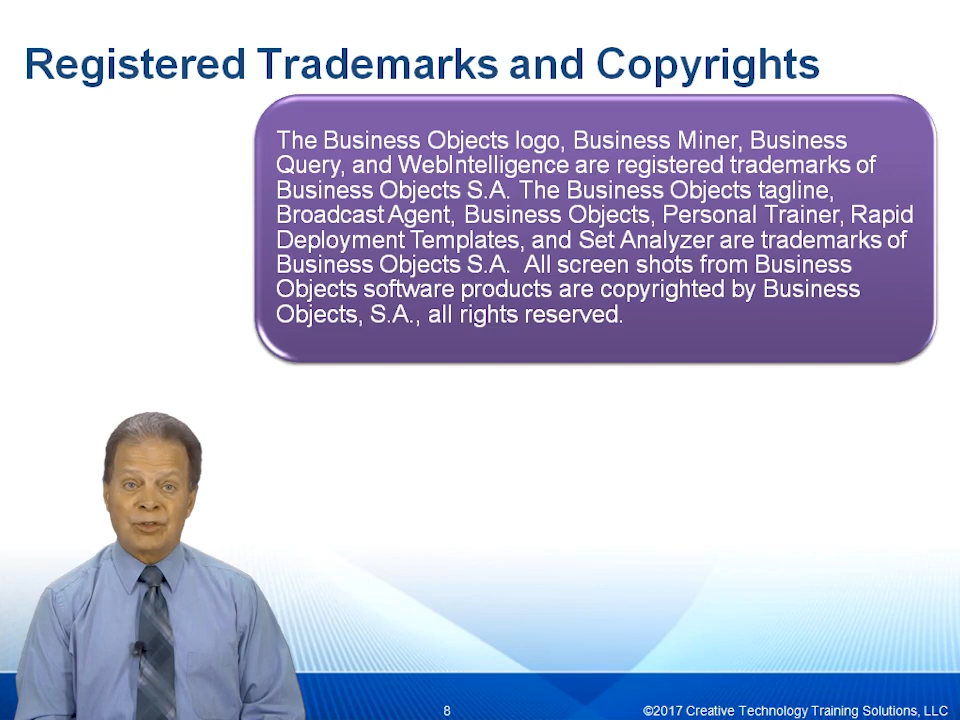 Registered Trademarks and Copyrights
The Business Objects logo, Business Miner, Business
Query, and WebIntelligence are registered trademarks of
Business Objects S.A. The Business Objects tagline,
Broadcast Agent, Business Objects, Personal Trainer, Rapid
Deployment Templates, and Set Analyzer are trademarks of
Business Objects S.A.  All screen shots from Business
Objects software products are copyrighted by Business
Objects, S.A., all rights reserved.
8
©2017 Creative Technology Training Solutions, LLC